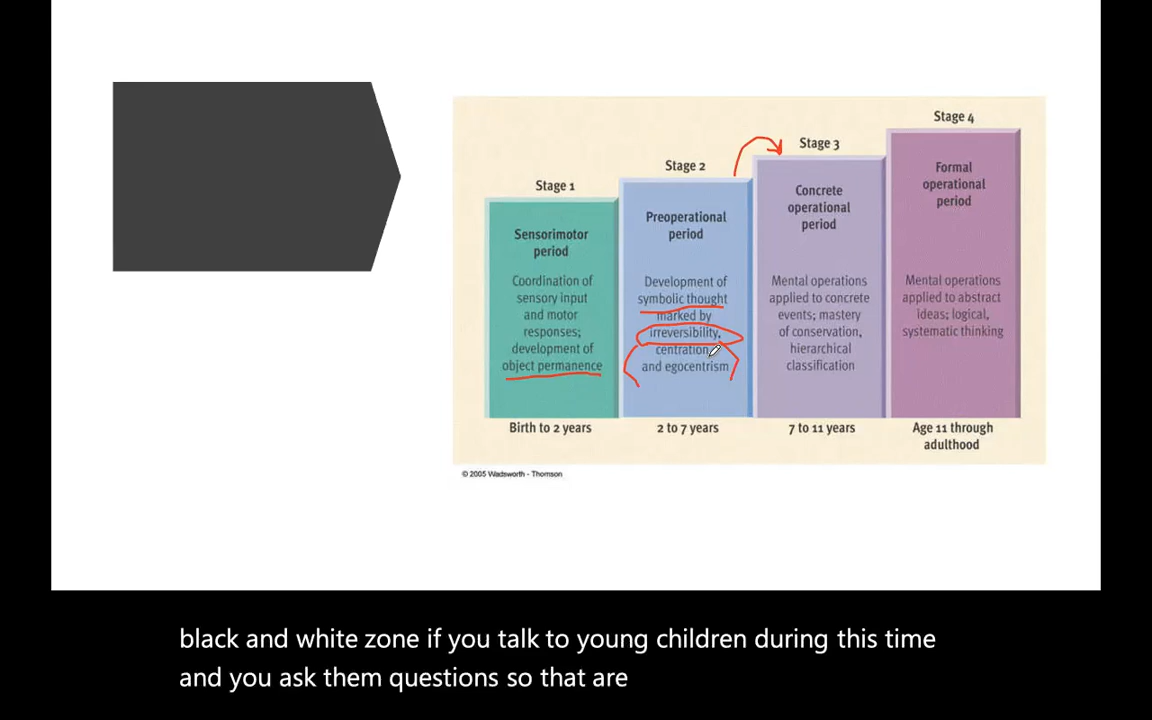 Stage 1
Sensorimotor
period
Coordination of
sensory input
and motor
responses;
development of
object permanence
Birth to 2 years
Stage 2
Preoperational
period
Development of
symbolic thought
marked by
irreversibility,
centration,
and egocentrism
2 to 7 years
Stage 3
Concrete
operational
period
Mental operations
applied to concrete
events; mastery
of conservation,
hierarchical
classification
7 to 11 years
Stage 4
Formal
operational
period
Mental operations
applied to abstract
ideas; logical,
systematic thinking
Age 11 through
adulthood
© 2005 Wadsworth - Thomson
black and white zone if you talk to young children during this time
and you ask them questions so that are